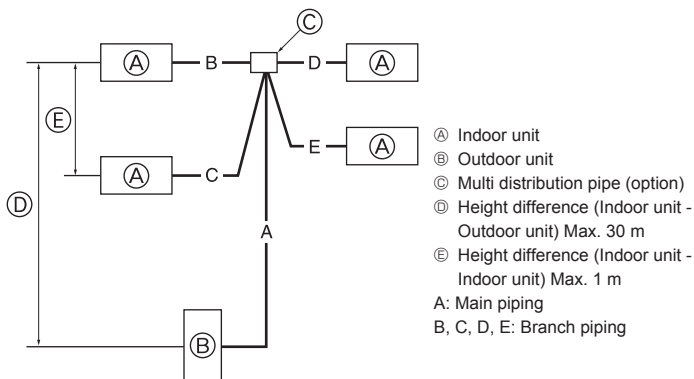 Ⓒ
Ⓐ B D Ⓐ
Ⓔ
Ⓐ C E Ⓐ
Ⓓ
A
Ⓑ
Ⓐ Indoor unit
Ⓑ Outdoor unit
Ⓒ Multi distribution pipe (option)
Ⓓ Height difference (Indoor unit -
Outdoor unit) Max. 30 m
Ⓔ Height difference (Indoor unit -
Indoor unit) Max. 1 m
A: Main piping
B, C, D, E: Branch piping